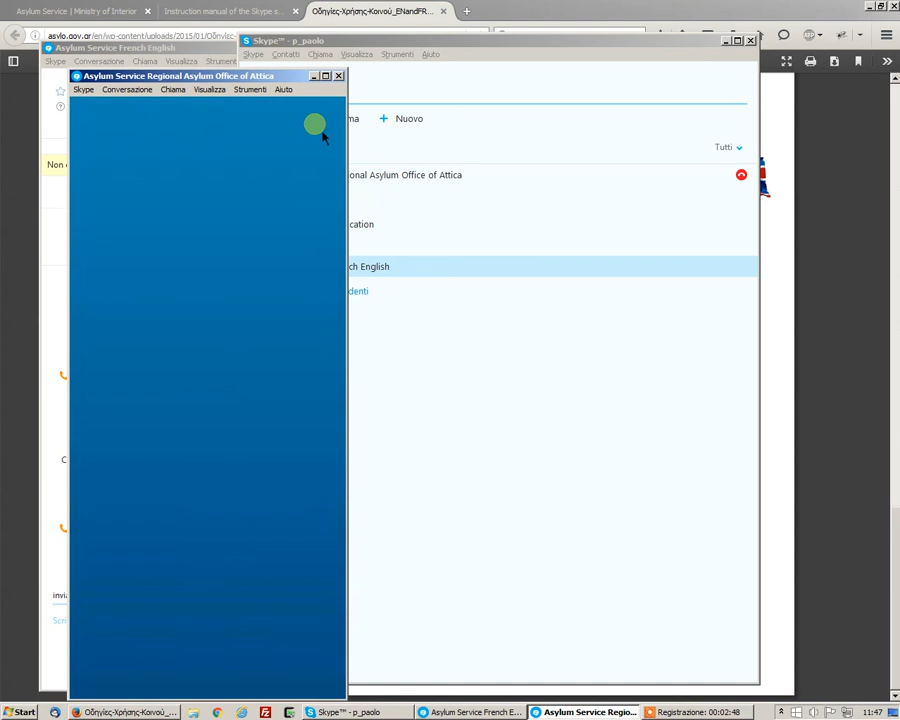 Asylum Service | Ministry of Interior
Instruction manual of the Skype s...
Οδηγίες-Χρήσης-Κοινού_ENandFR...
asylo.gov.gr/en/wp-content/uploads/2015/01/Οδηγίες-
Asylum Service French English
Skype Conversazione Chiama Visualizza Strument
Skype™ - p_paolo
Skype Contatti Chiama Visualizza Strumenti Aiuto
Asylum Service Regional Asylum Office of Attica
Skype Conversazione Chiama Visualizza Strumenti Aiuto
ma
Nuovo
Tutti
onal Asylum Office of Attica
Non
cation
ch English
denti
C
invia
Scri
Start
Οδηγίες-Χρήσης-Κοινού_...
Skype™ - p_paolo
Asylum Service French E...
Asylum Service Regio...
Registrazione: 00:02:48
11:47